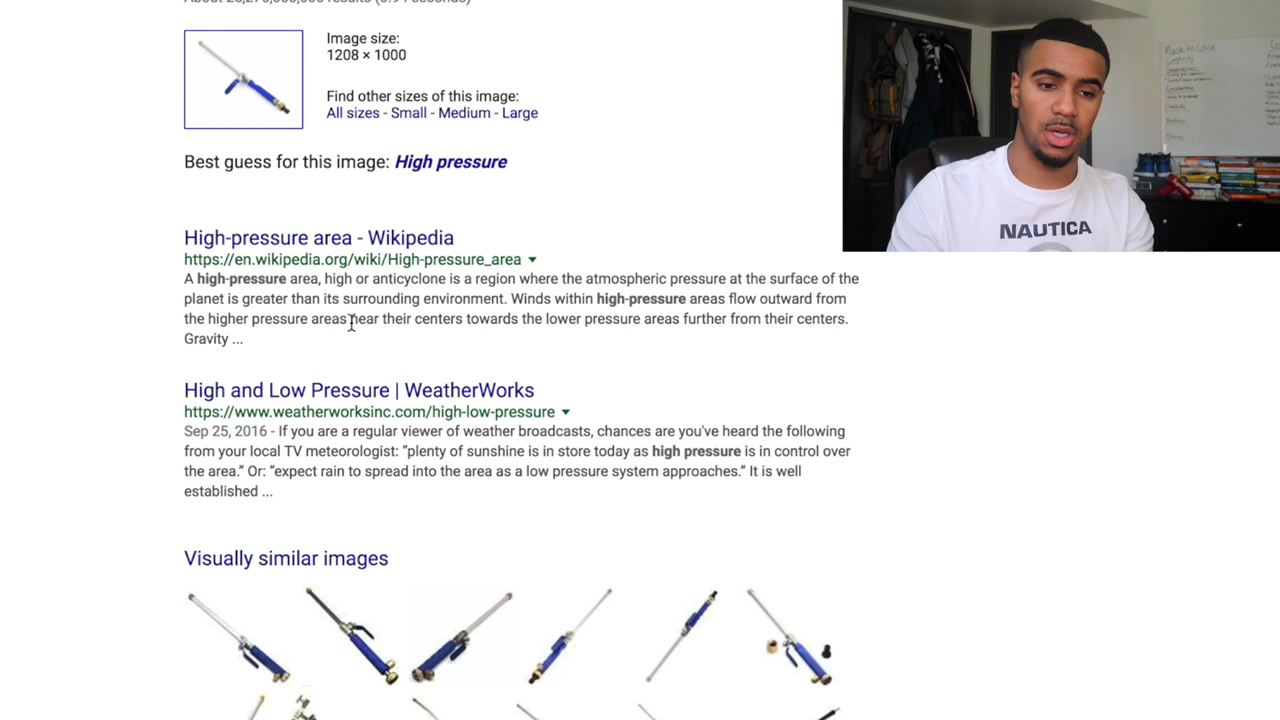 Image size:
1208 × 1000
Find other sizes of this image:
All sizes - Small - Medium - Large
Best guess for this image: High pressure
High-pressure area - Wikipedia
https://en.wikipedia.org/wiki/High-pressure_area
A high-pressure area, high or anticyclone is a region where the atmospheric pressure at the surface of the
planet is greater than its surrounding environment. Winds within high-pressure areas flow outward from
the higher pressure areas near their centers towards the lower pressure areas further from their centers.
Gravity ...
High and Low Pressure | WeatherWorks
https://www.weatherworksinc.com/high-low-pressure
Sep 25, 2016 - If you are a regular viewer of weather broadcasts, chances are you've heard the following
from your local TV meteorologist: "plenty of sunshine is in store today as high pressure is in control over
the area." Or: "expect rain to spread into the area as a low pressure system approaches." It is well
established ...
Visually similar images
NAUTICA
Made to Stick